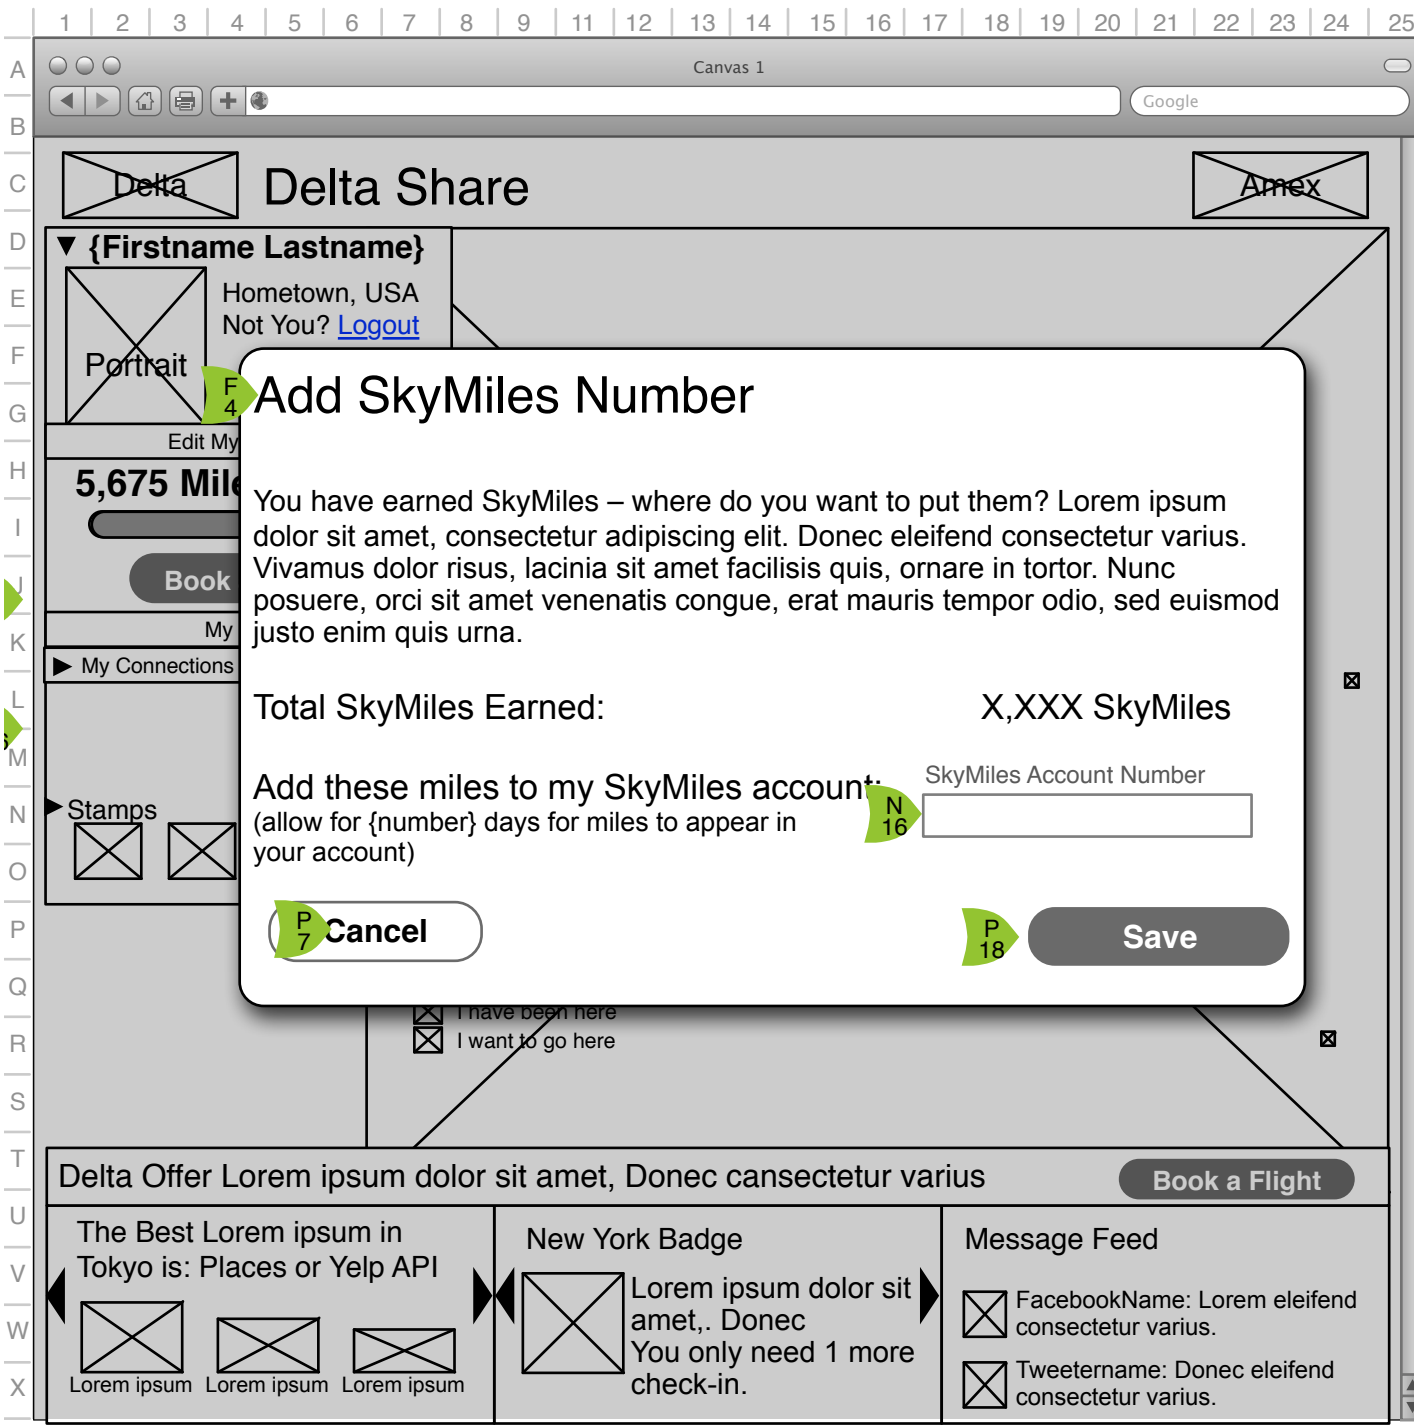 1 2 3 4 5 6 7 8 9 11 12 13 14 15 16 17 18 19 20 21 22 23 24 25
A
B
C
D
E
F
G
H
I
J
K
L
M
N
O
P
Q
R
S
T
U
V
W
X
Canvas 1
Google
Delta
Delta Share
Amex
{Firstname Lastname}
Hometown, USA
Not You? Logout
Portrait
Edit My
5,675 Mile
Book
My
My Connections
Stamps
F
4
Add SkyMiles Number
You have earned SkyMiles – where do you want to put them? Lorem ipsum
dolor sit amet, consectetur adipiscing elit. Donec eleifend consectetur varius.
Vivamus dolor risus, lacinia sit amet facilisis quis, ornare in tortor. Nunc
posuere, orci sit amet venenatis congue, erat mauris tempor odio, sed euismod
justo enim quis urna.
Total SkyMiles Earned: X,XXX SkyMiles
Add these miles to my SkyMiles account:
(allow for {number} days for miles to appear in
your account)
SkyMiles Account Number
N
16
P
7
Cancel
P
18
Save
I have been here
I want to go here
Delta Offer Lorem ipsum dolor sit amet, Donec cansectetur varius
Book a Flight
The Best Lorem ipsum in
Tokyo is: Places or Yelp API
Lorem ipsum Lorem ipsum Lorem ipsum
New York Badge
Lorem ipsum dolor sit
amet,. Donec
You only need 1 more
check-in.
Message Feed
FacebookName: Lorem eleifend
consectetur varius.
Tweetername: Donec eleifend
consectetur varius.